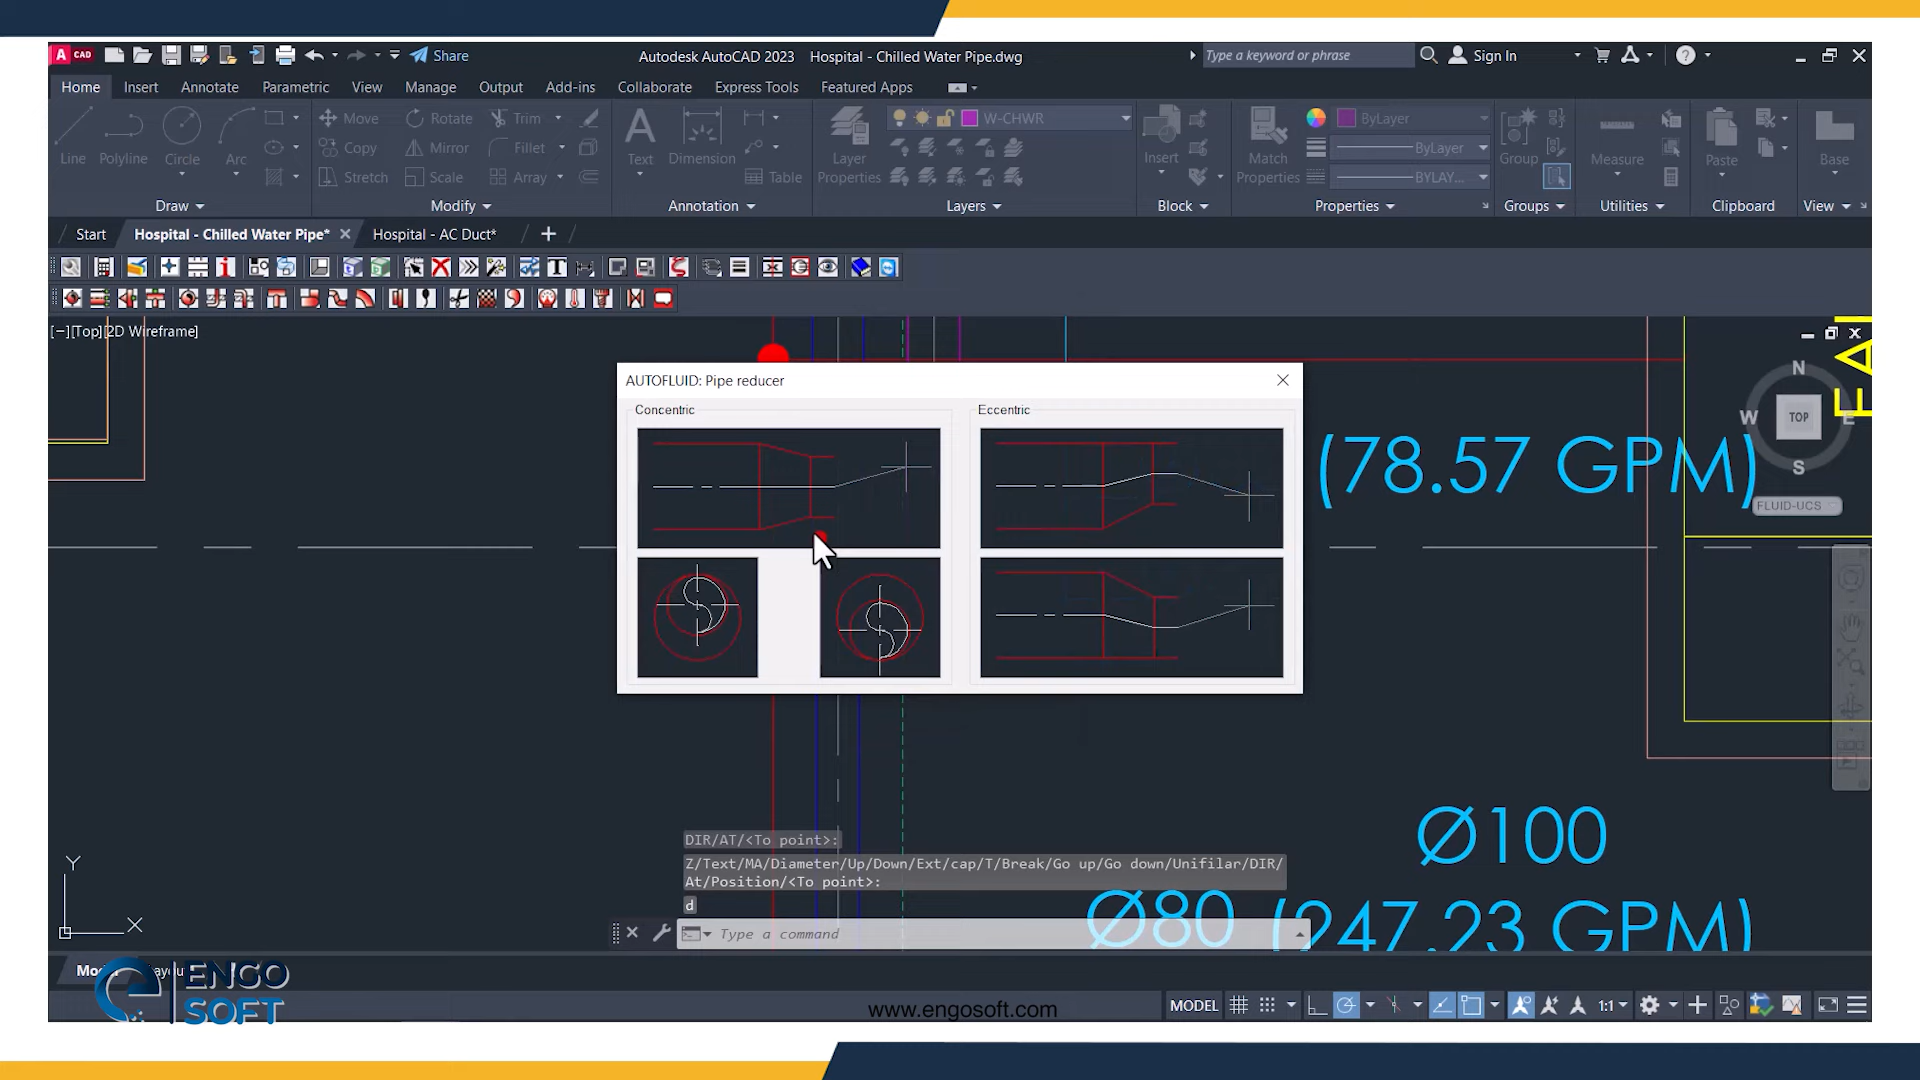 A CAD
Share
Autodesk AutoCAD 2023 Hospital - Chilled Water Pipe.dwg
Type a keyword or phrase
Sign In
Home Insert Annotate Parametric View Manage Output Add-ins Collaborate Express Tools Featured Apps
Line Polyline Circle Arc
Move Rotate Trim
Copy Mirror Fillet
Stretch Scale Array
Text Dimension
Table
Layer Properties
W-CHWR
Insert
Match Properties
ByLayer
ByLayer
BYLAY...
Group
Measure
Paste
Base
Draw Modify Annotation Layers Block Properties Groups Utilities Clipboard View
Start Hospital - Chilled Water Pipe* Hospital - AC Duct*
[−][Top][2D Wireframe]
AUTOFLUID: Pipe reducer
Concentric
Eccentric
N
W TOP E
S
FLUID-UCS
(78.57 GPM)
DIR/AT/<To point>:
Z/Text/MA/Diameter/Up/Down/Ext/cap/T/Break/Go up/Go down/Unifilar/DIR/
At/Position/<To point>:
d
Type a command
Ø100
Ø80 (247.23 GPM)
Y
X
ENGO
SOFT
www.engosoft.com
MODEL
1:1